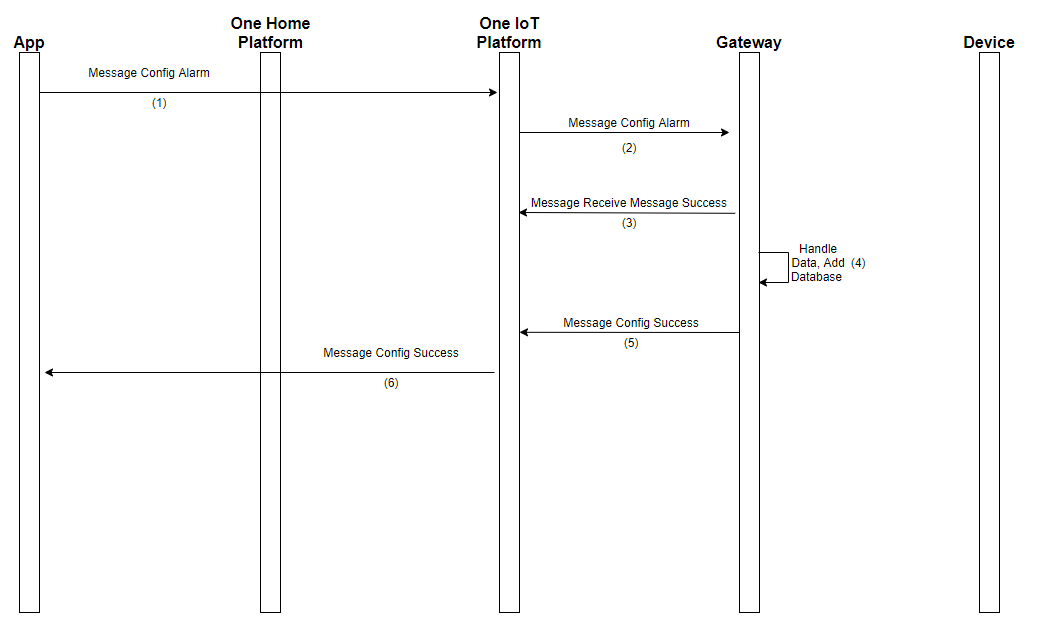 App
One Home
Platform
One IoT
Platform
Gateway
Device
Message Config Alarm
(1)
Message Config Alarm
(2)
Message Receive Message Success
(3)
Handle
Data, Add (4)
Database
Message Config Success
(5)
Message Config Success
(6)